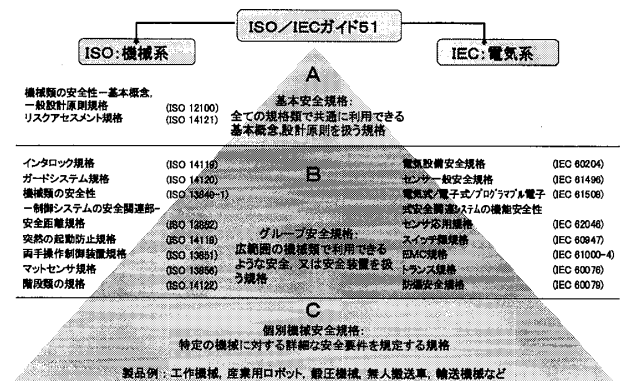 ISO／IECガイド51
ISO:機械系
IEC:電気系
A
機械類の安全性－基本概念,
一般設計原則規格 (ISO 12100)
リスクアセスメント規格 (ISO 14121)
基本安全規格:
全ての規格類で共通に利用できる
基本概念,設計原則を扱う規格
B
インタロック規格 (ISO 14119)
ガードシステム規格 (ISO 14120)
機械類の安全性 (ISO 13849-1)
－制御システムの安全関連部－
安全距離規格 (ISO 13852)
突然の起動防止規格 (ISO 14118)
両手操作制御装置規格 (ISO 13851)
マットセンサ規格 (ISO 13856)
階段類の規格 (ISO 14122)
グループ安全規格:
広範囲の機械類で利用できる
ような安全,又は安全装置を扱
う規格
電気設備安全規格 (IEC 60204)
センサ一般安全規格 (IEC 61496)
電気式/電子式/プログラマブル電子 (IEC 61508)
式安全関連システムの機能安全性
センサ応用規格 (IEC 62046)
スイッチ類規格 (IEC 60947)
EMC規格 (IEC 61000-4)
トランス規格 (IEC 60076)
防爆安全規格 (IEC 60079)
C
個別機械安全規格:
特定の機械に対する詳細な安全要件を規定する規格
製品例：工作機械, 産業用ロボット, 鍛圧機械, 無人搬送車, 輸送機械など